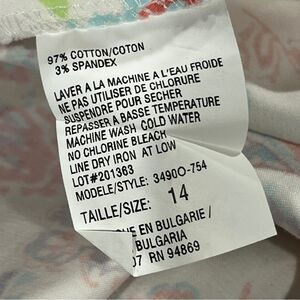 97% COTTON/COTON
3% SPANDEX
LAVER A LA MACHINE A L'EAU FROIDE
NE PAS UTILISER DE CHLORURE
SUSPENDRE POUR SECHER
REPASSER A BASSE TEMPERATURE
MACHINE WASH COLD WATER
NO CHLORINE BLEACH
LINE DRY IRON AT LOW
LOT#201363
MODELE/STYLE: 3490O-754
TAILLE/SIZE: 14
EN BULGARIE /
BULGARIA
RN 94869